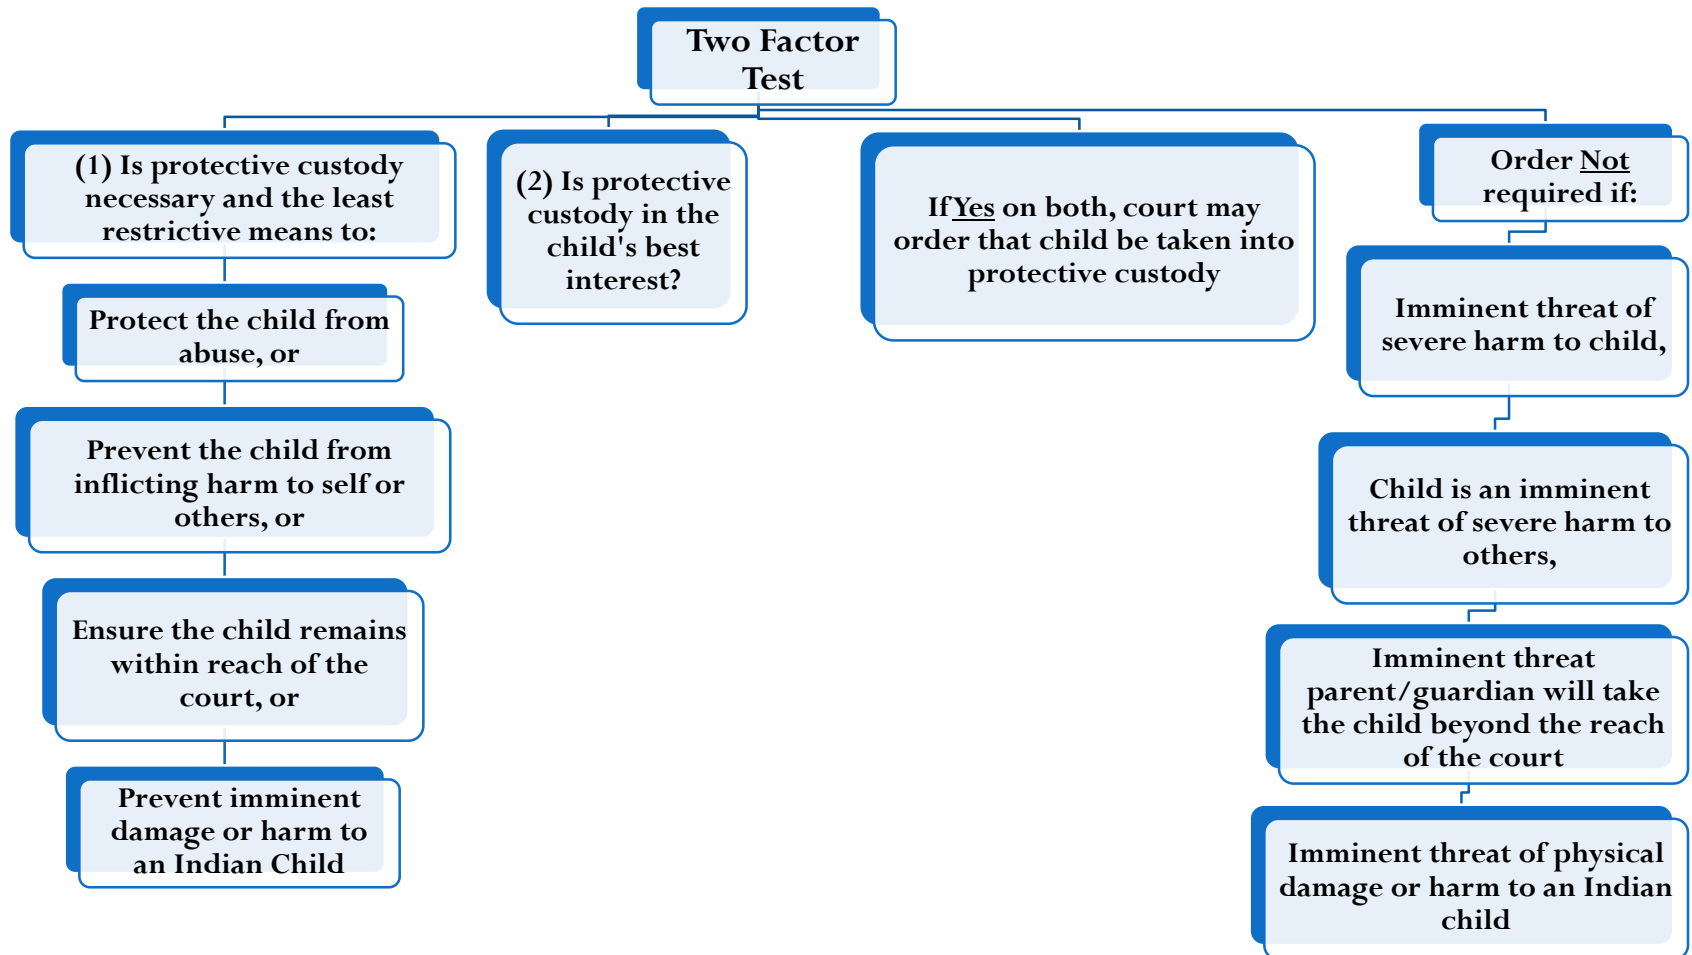 Two Factor
Test
(1) Is protective custody
necessary and the least
restrictive means to:
Protect the child from
abuse, or
Prevent the child from
inflicting harm to self or
others, or
Ensure the child remains
within reach of the
court, or
Prevent imminent
damage or harm to
an Indian Child
(2) Is protective
custody in the
child's best
interest?
If Yes on both, court may
order that child be taken into
protective custody
Order Not
required if:
Imminent threat of
severe harm to child,
Child is an imminent
threat of severe harm to
others,
Imminent threat
parent/guardian will take
the child beyond the reach
of the court
Imminent threat of physical
damage or harm to an Indian
child